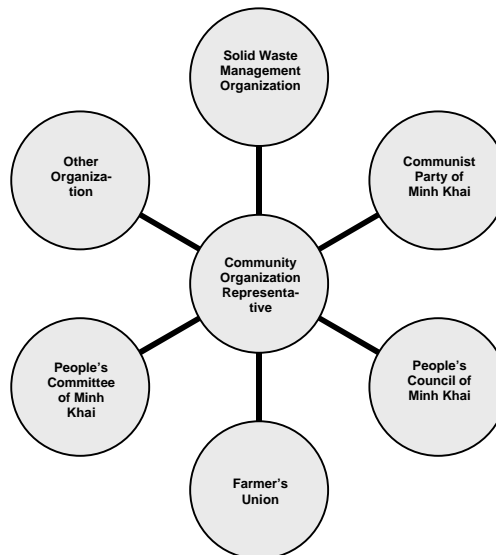 Solid Waste
Management
Organization
Other
Organiza-
tion
Communist
Party of
Minh Khai
Community
Organization
Representa-
tive
People's
Committee
of Minh
Khai
People's
Council of
Minh Khai
Farmer's
Union